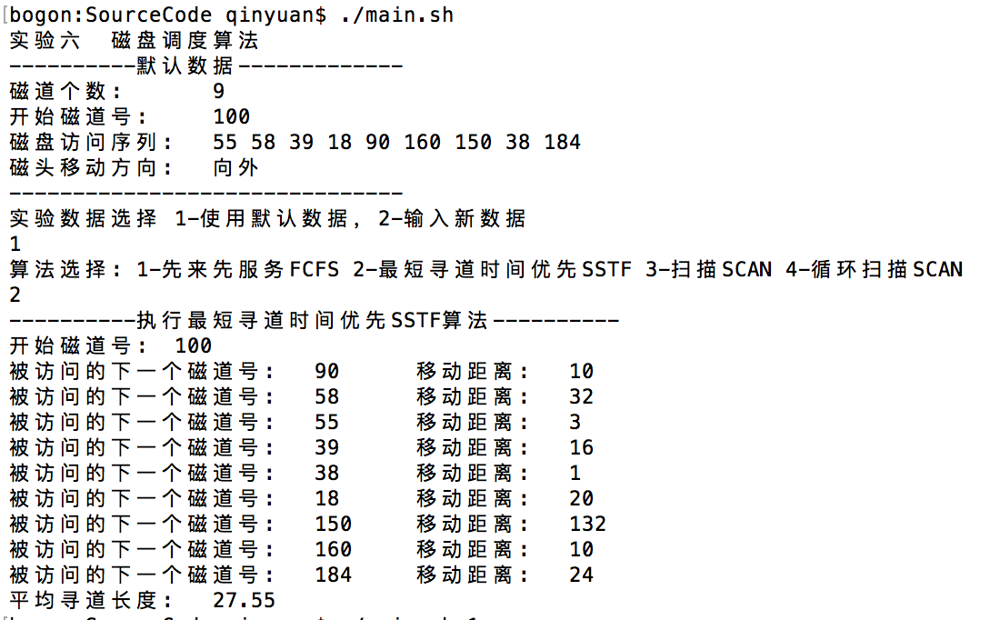 [bogon:SourceCode qinyuan$ ./main.sh
实验六 磁盘调度算法
----------默认数据-------------
磁道个数: 9
开始磁道号: 100
磁盘访问序列: 55 58 39 18 90 160 150 38 184
磁头移动方向: 向外
-------------------------------
实验数据选择 1-使用默认数据, 2-输入新数据
1
算法选择: 1-先来先服务FCFS 2-最短寻道时间优先SSTF 3-扫描SCAN 4-循环扫描SCAN
2
----------执行最短寻道时间优先SSTF算法----------
开始磁道号: 100
被访问的下一个磁道号: 90 移动距离: 10
被访问的下一个磁道号: 58 移动距离: 32
被访问的下一个磁道号: 55 移动距离: 3
被访问的下一个磁道号: 39 移动距离: 16
被访问的下一个磁道号: 38 移动距离: 1
被访问的下一个磁道号: 18 移动距离: 20
被访问的下一个磁道号: 150 移动距离: 132
被访问的下一个磁道号: 160 移动距离: 10
被访问的下一个磁道号: 184 移动距离: 24
平均寻道长度: 27.55